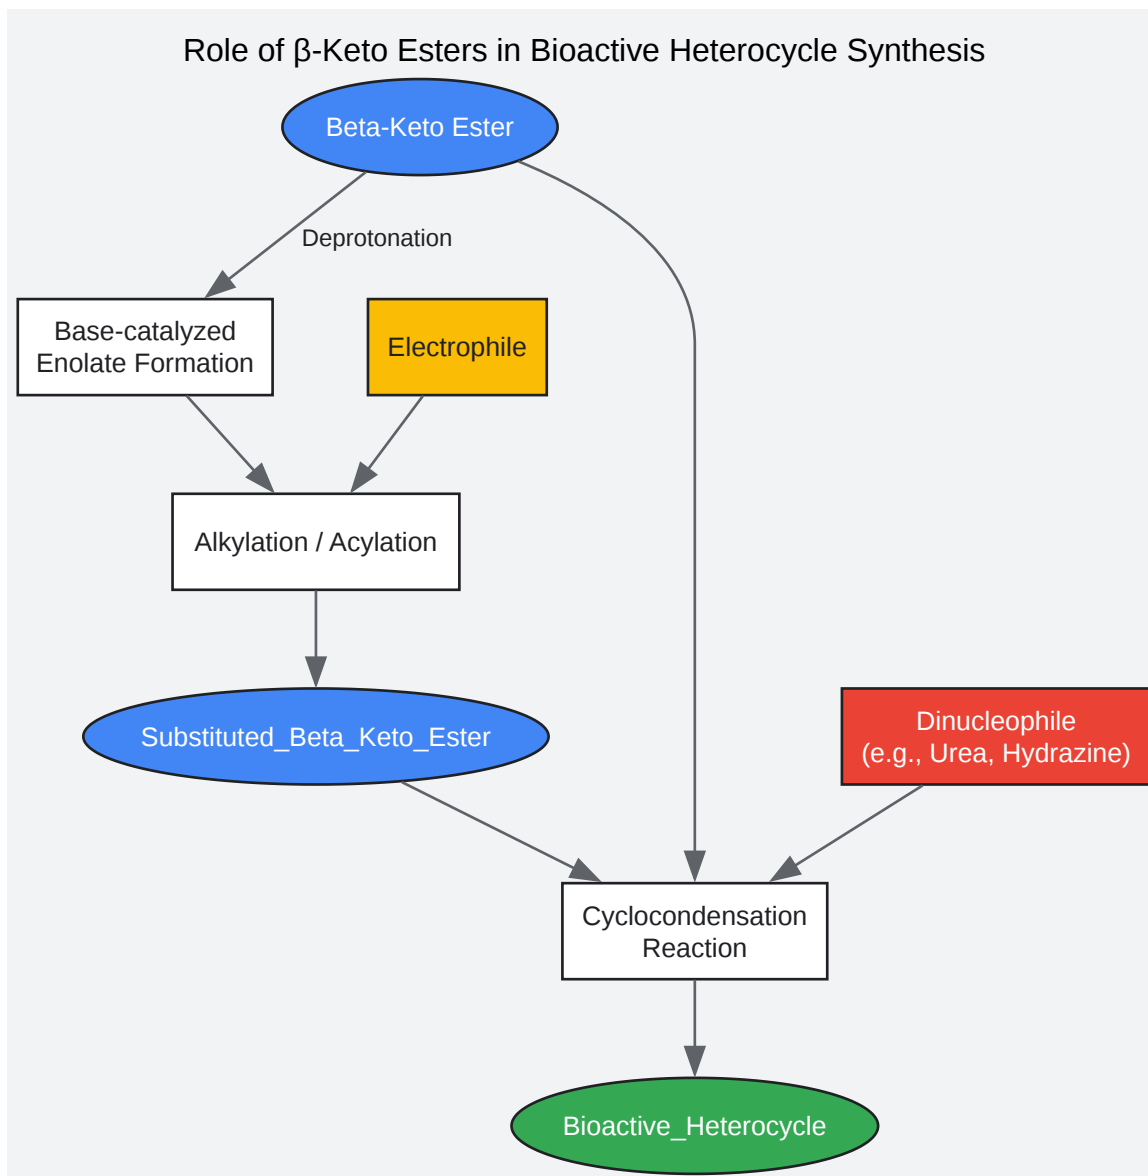 Role of β-Keto Esters in Bioactive Heterocycle Synthesis
Beta-Keto Ester
Deprotonation
Base-catalyzed
Enolate Formation
Electrophile
Alkylation / Acylation
Substituted_Beta_Keto_Ester
Dinucleophile
(e.g., Urea, Hydrazine)
Cyclocondensation
Reaction
Bioactive_Heterocycle